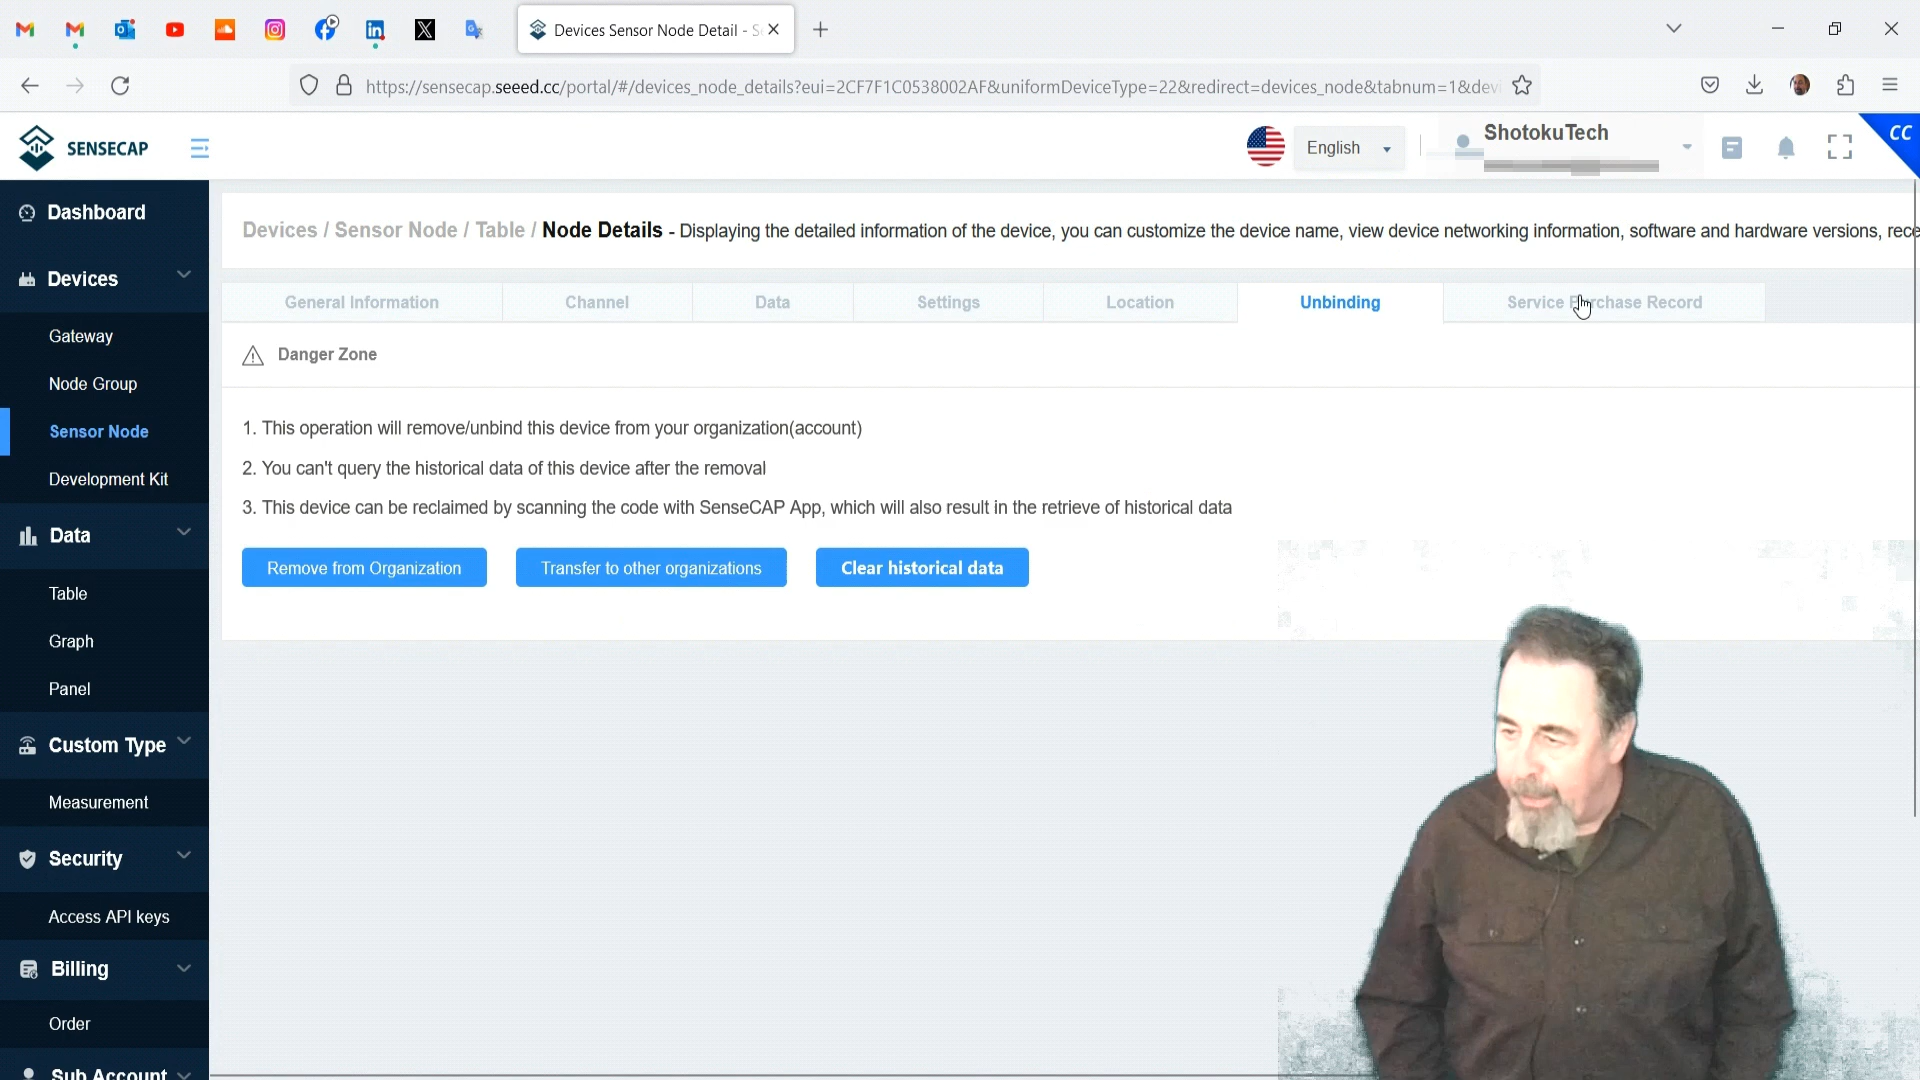 Devices Sensor Node Detail - S
https://sensecap.seeed.cc/portal/#/devices_node_details?eui=2CF7F1C0538002AF&uniformDeviceType=22&redirect=devices_node&tabnum=1&devi
SENSECAP
English
ShotokuTech
CC
Dashboard
Devices
Gateway
Node Group
Sensor Node
Development Kit
Data
Table
Graph
Panel
Custom Type
Measurement
Security
Access API keys
Billing
Order
Sub Account
Devices / Sensor Node / Table / Node Details - Displaying the detailed information of the device, you can customize the device name, view device networking information, software and hardware versions, rece
General Information
Channel
Data
Settings
Location
Unbinding
Service Purchase Record
Danger Zone
1. This operation will remove/unbind this device from your organization(account)
2. You can't query the historical data of this device after the removal
3. This device can be reclaimed by scanning the code with SenseCAP App, which will also result in the retrieve of historical data
Remove from Organization
Transfer to other organizations
Clear historical data